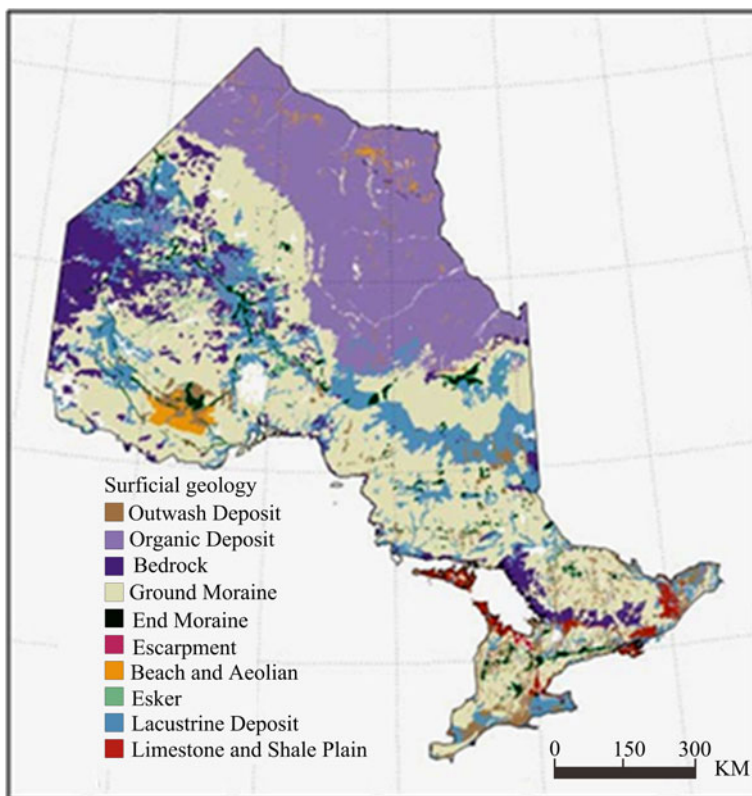 Surficial geology
Outwash Deposit
Organic Deposit
Bedrock
Ground Moraine
End Moraine
Escarpment
Beach and Aeolian
Esker
Lacustrine Deposit
Limestone and Shale Plain
0 150 300
KM